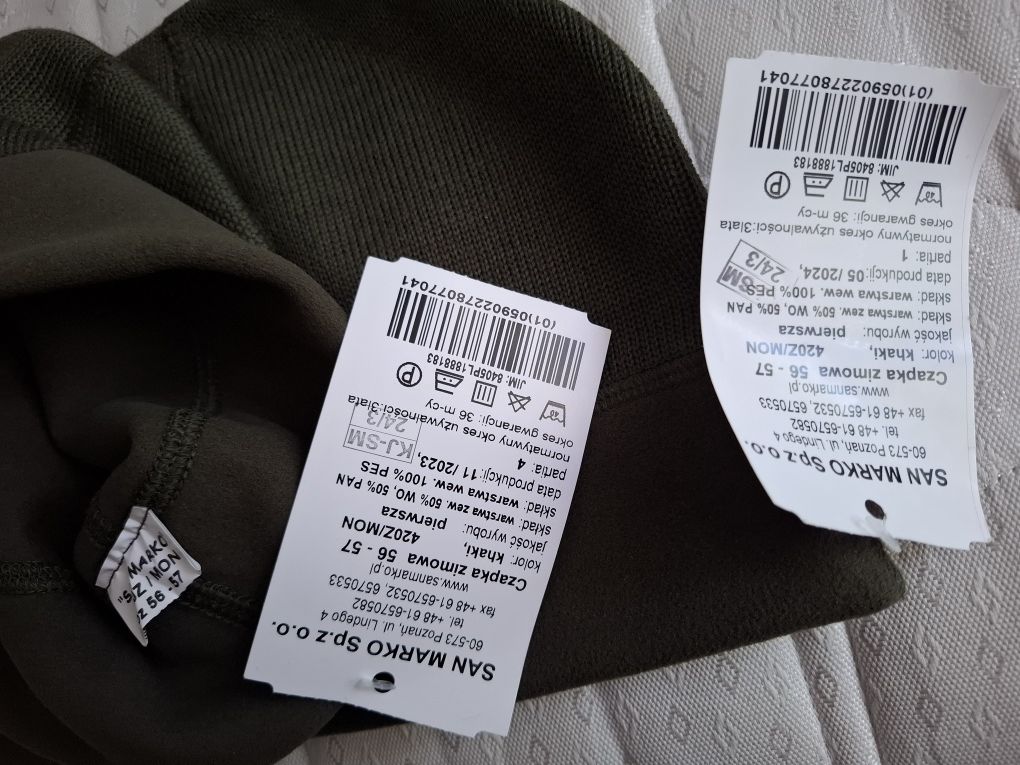 SAN MARKO Sp.z o.o.
60-573 Poznań, ul. Lindego 4
tel. + 48 61-6570582
fax + 48 61-6570532, 6570533
www.sanmarko.pl
Czapka zimowa 56 - 57
kolor: khaki, 420Z/MON
jakość wyrobu: pierwsza
skład: warstwa zew. 50% WO, 50% PAN
skład: warstwa wew. 100% PES
data produkcji: 11 / 2023,
partia: 4
KJ-SM
24/3
normatywny okres używalności:3lata
okres gwarancji: 36 m-cy
40
P
JIM: 8405PL1888183
(01)05902278077041
SAN MARKO Sp.z o.o.
60-573 Poznań, ul. Lindego 4
tel. + 48 61-6570582
fax + 48 61-6570532, 6570533
www.sanmarko.pl
Czapka zimowa 56 - 57
kolor: khaki, 420Z/MON
jakość wyrobu: pierwsza
skład: warstwa zew. 50% WO, 50% PAN
skład: warstwa wew. 100% PES
data produkcji: 05 / 2024,
partia: 1
SM
24/3
normatywny okres używalności:3lata
okres gwarancji: 36 m-cy
40
P
JIM: 8405PL1888183
(01)05902278077041
MARKO
Z/MON
56-57